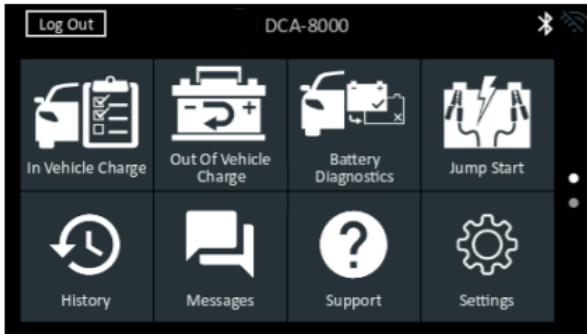 Log Out
DCA-8000
In Vehicle Charge
Out Of Vehicle
Charge
Battery
Diagnostics
Jump Start
History
Messages
Support
Settings